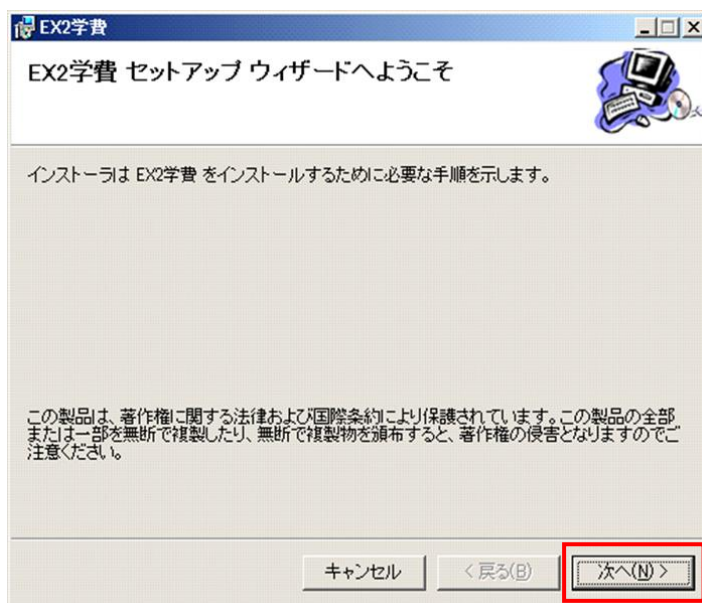 EX2学費
EX2学費 セットアップ ウィザードへようこそ
インストーラは EX2学費 をインストールするために必要な手順を示します。
この製品は、著作権に関する法律および国際条約により保護されています。この製品の全部
または一部を無断で複製したり、無断で複製物を頒布すると、著作権の侵害となりますのでご
注意ください。
キャンセル
< 戻る(B)
次へ(N) >